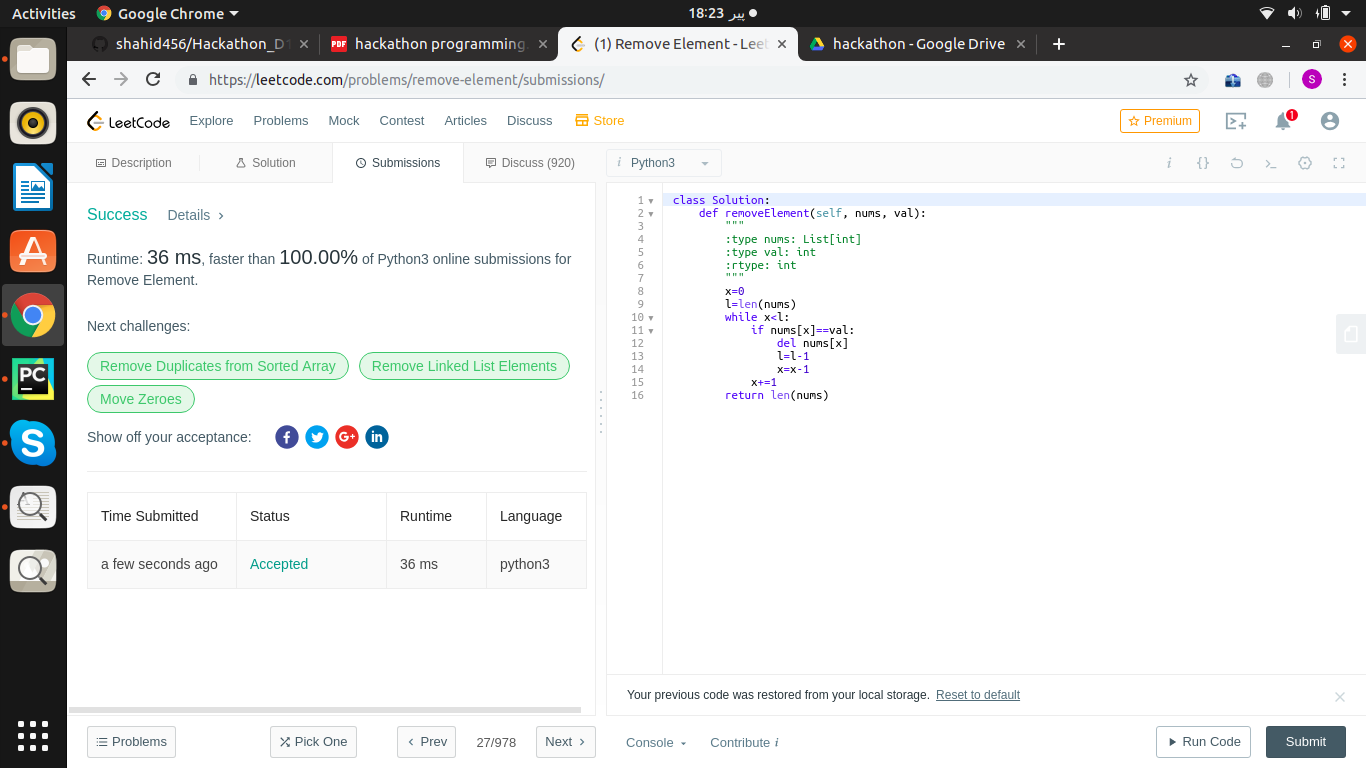 Activities
Google Chrome
18:23 پیر
shahid456/Hackathon_D1
hackathon programming.
(1) Remove Element - Leet
hackathon - Google Drive
https://leetcode.com/problems/remove-element/submissions/
S
LeetCode
Explore
Problems
Mock
Contest
Articles
Discuss
Store
Premium
1
Description
Solution
Submissions
Discuss (920)
i Python3
i
{}
Success
Details
Runtime: 36 ms, faster than 100.00% of Python3 online submissions for
Remove Element.
Next challenges:
Remove Duplicates from Sorted Array
Remove Linked List Elements
Move Zeroes
Show off your acceptance:
Time Submitted Status Runtime Language
a few seconds ago Accepted 36 ms python3
1 class Solution:
2 def removeElement(self, nums, val):
3 """
4 :type nums: List[int]
5 :type val: int
6 :rtype: int
7 """
8 x=0
9 l=len(nums)
10 while x<l:
11 if nums[x]==val:
12 del nums[x]
13 l=l-1
14 x=x-1
15 x+=1
16 return len(nums)
Your previous code was restored from your local storage. Reset to default
Problems
Pick One
Prev
27/978
Next
Console
Contribute i
Run Code
Submit
PDF
PC
S
f
G+
in